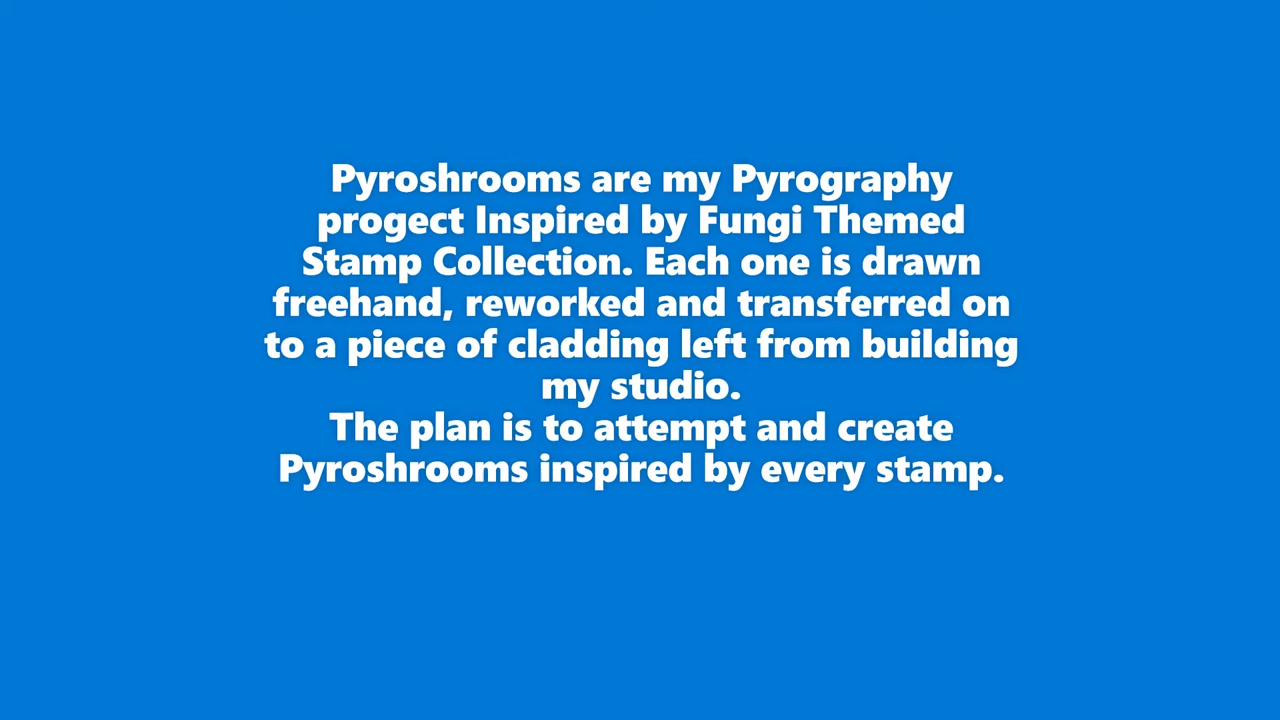 Pyroshrooms are my Pyrography
progect Inspired by Fungi Themed
Stamp Collection. Each one is drawn
freehand, reworked and transferred on
to a piece of cladding left from building
my studio.
The plan is to attempt and create
Pyroshrooms inspired by every stamp.